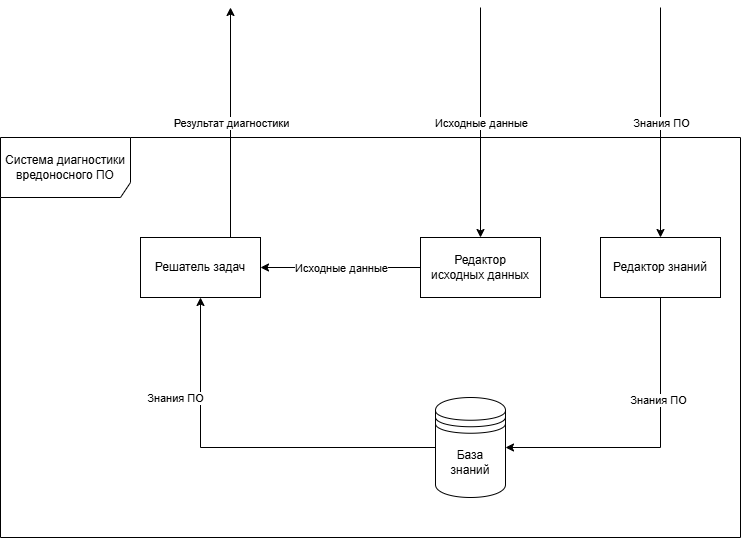 Результат диагностики
Исходные данные
Знания ПО
Система диагностики
вредоносного ПО
Решатель задач
Исходные данные
Редактор
исходных данных
Редактор знаний
Знания ПО
Знания ПО
База
знаний